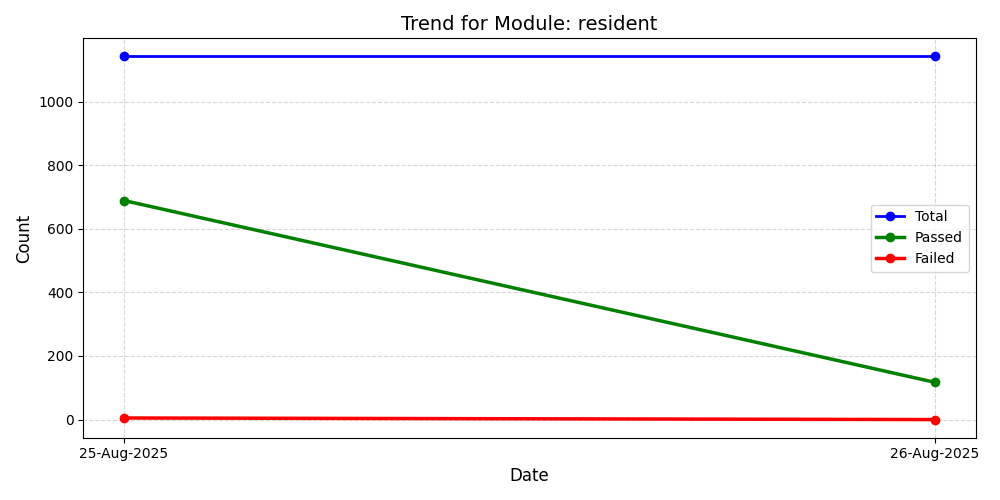 Trend for Module: resident
Count
1000
800
600
400
200
0
Total
Passed
Failed
25-Aug-2025
26-Aug-2025
Date